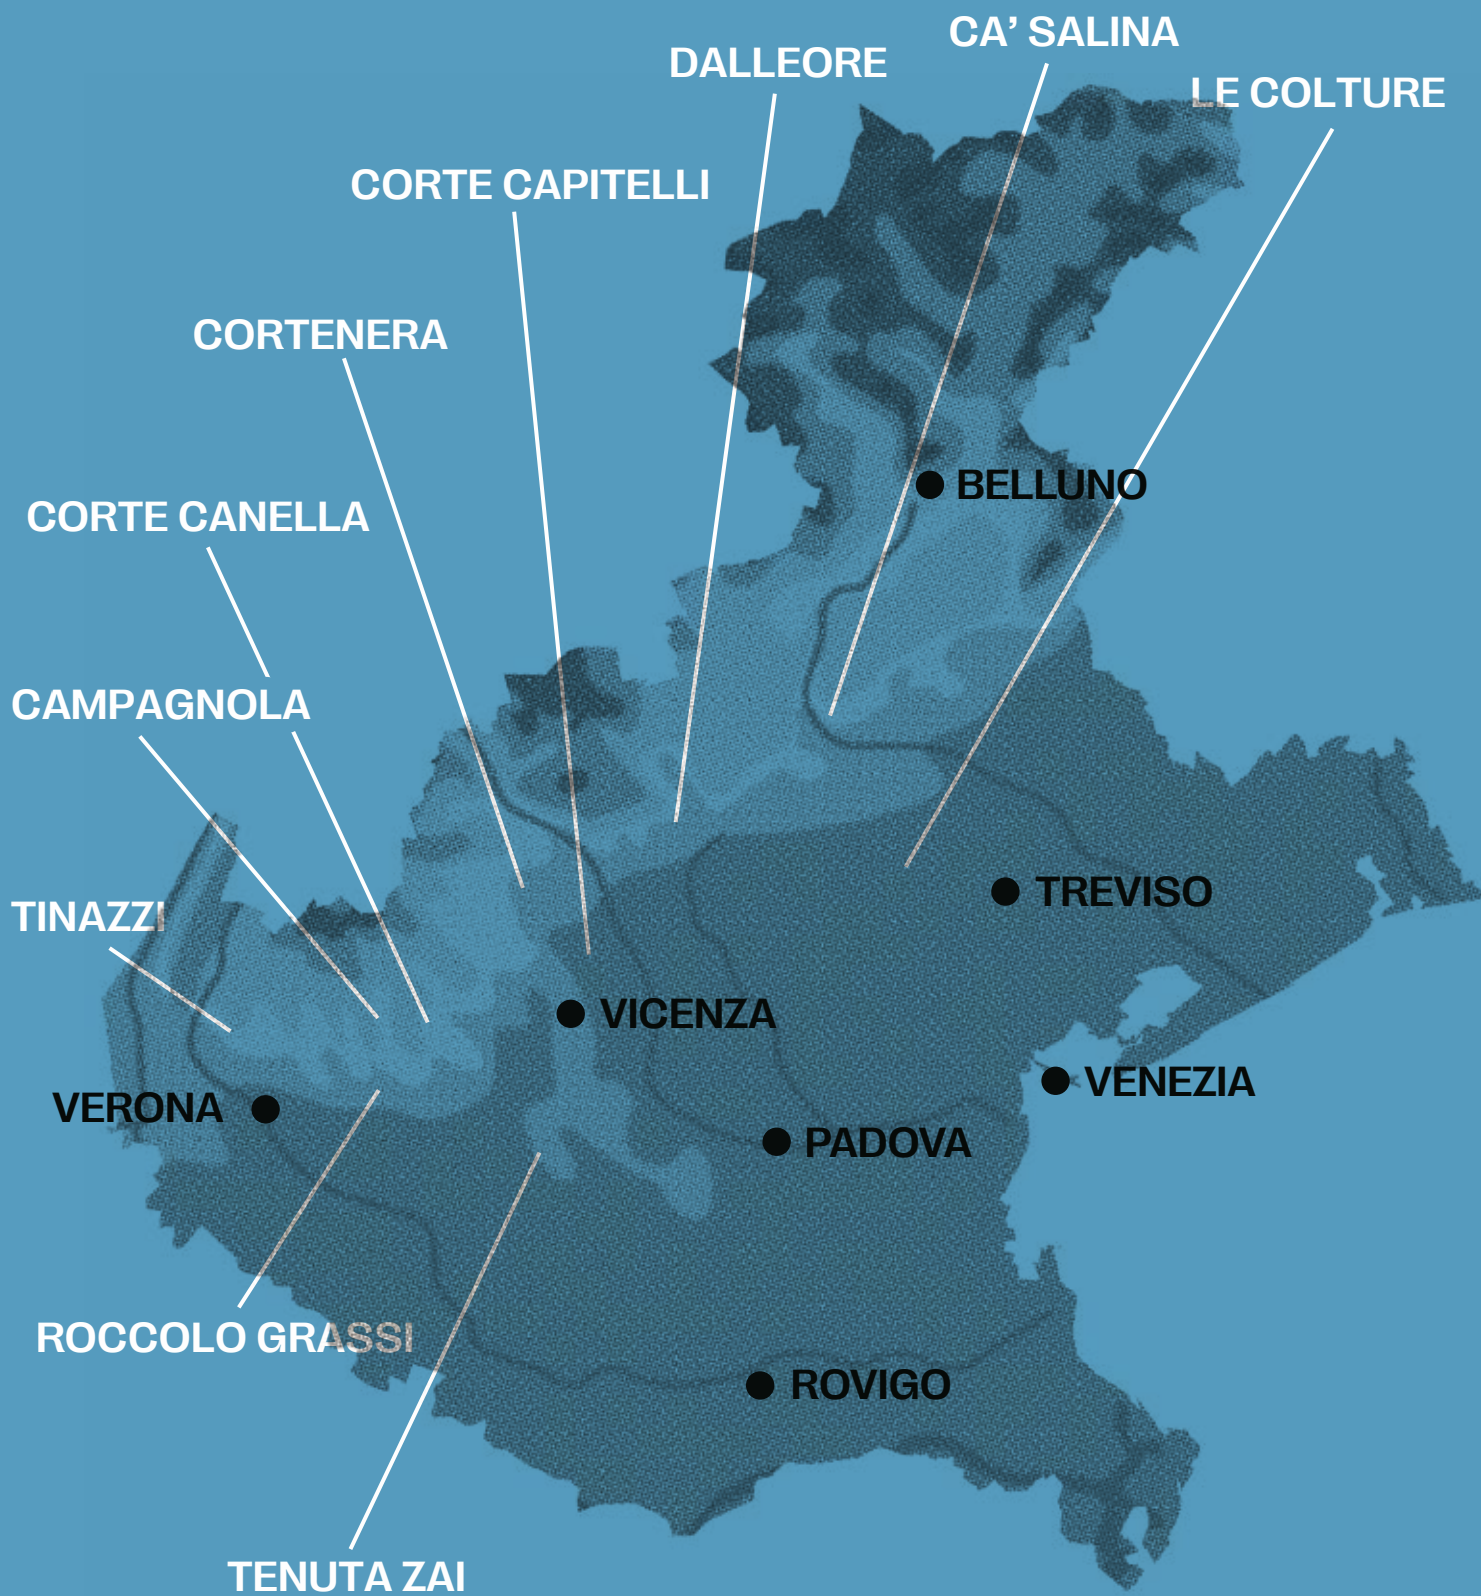 CA’ SALINA
DALLEORE
LE COLTURE
CORTE CAPITELLI
CORTENERA
BELLUNO
CORTE CANELLA
CAMPAGNOLA
TREVISO
TINAZZI
VICENZA
VENEZIA
VERONA
PADOVA
ROCCOLO GRASSI
ROVIGO
TENUTA ZAI